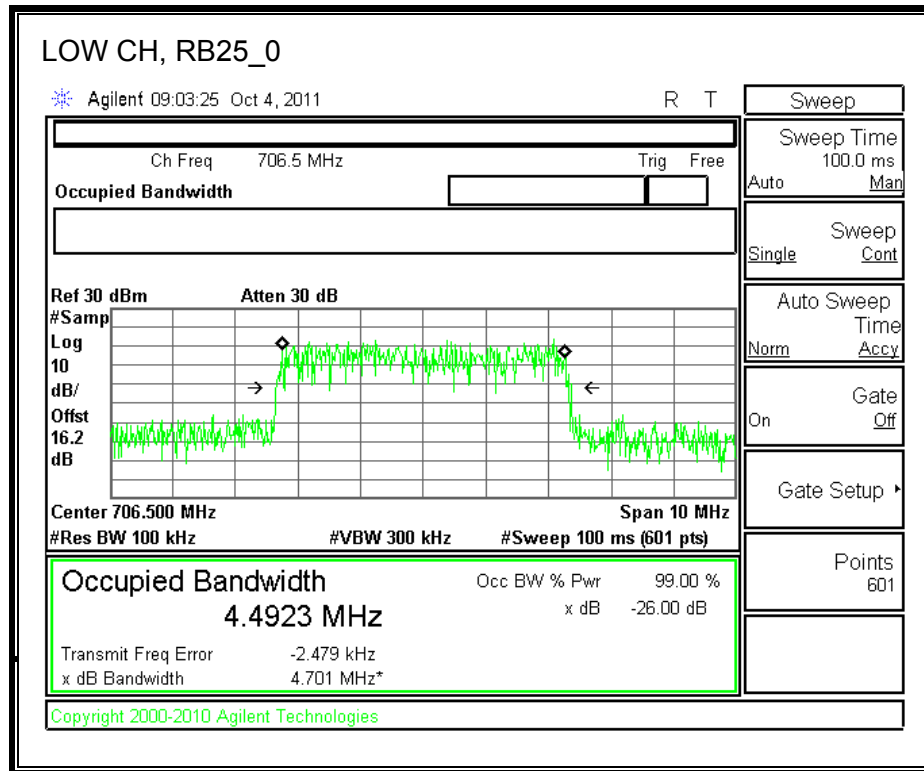 LOW CH, RB25_0
Agilent 09:03:25 Oct 4, 2011 R T
Sweep
Ch Freq 706.5 MHz Trig Free
Occupied Bandwidth
Sweep Time
100.0 ms
Auto Man
Sweep
Single Cont
Auto Sweep
Time
Norm Accy
Gate
On Off
Gate Setup
Points
601
Ref 30 dBm Atten 30 dB
#Samp
Log
10
dB/
Offst
16.2
dB
Center 706.500 MHz Span 10 MHz
#Res BW 100 kHz #VBW 300 kHz #Sweep 100 ms (601 pts)
Occupied Bandwidth
4.4923 MHz
Occ BW % Pwr 99.00 %
x dB -26.00 dB
Transmit Freq Error -2.479 kHz
x dB Bandwidth 4.701 MHz*
Copyright 2000-2010 Agilent Technologies